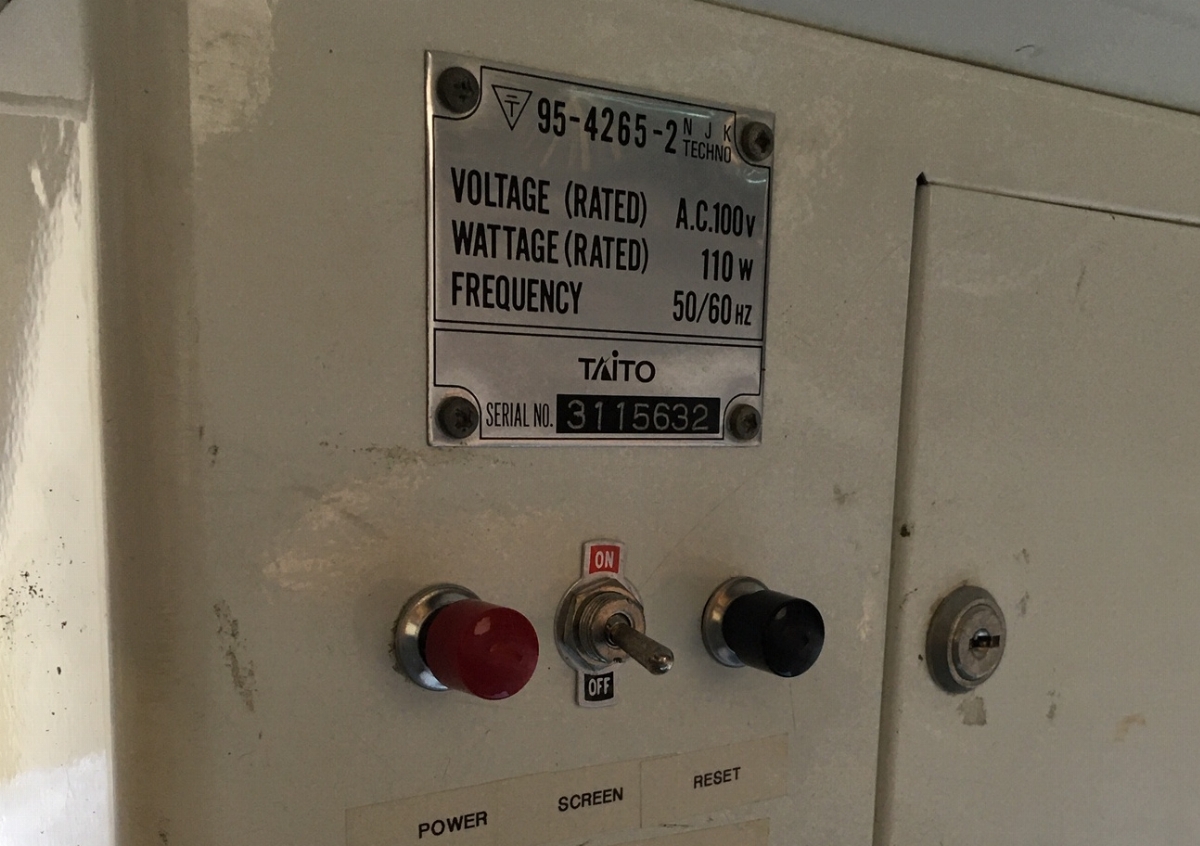 T 95-4265-2 N J K TECHNO
VOLTAGE (RATED) A.C.100V
WATTAGE (RATED) 110 W
FREQUENCY 50/60 HZ
TAITO
SERIAL NO. 3115632
ON
OFF
POWER SCREEN RESET